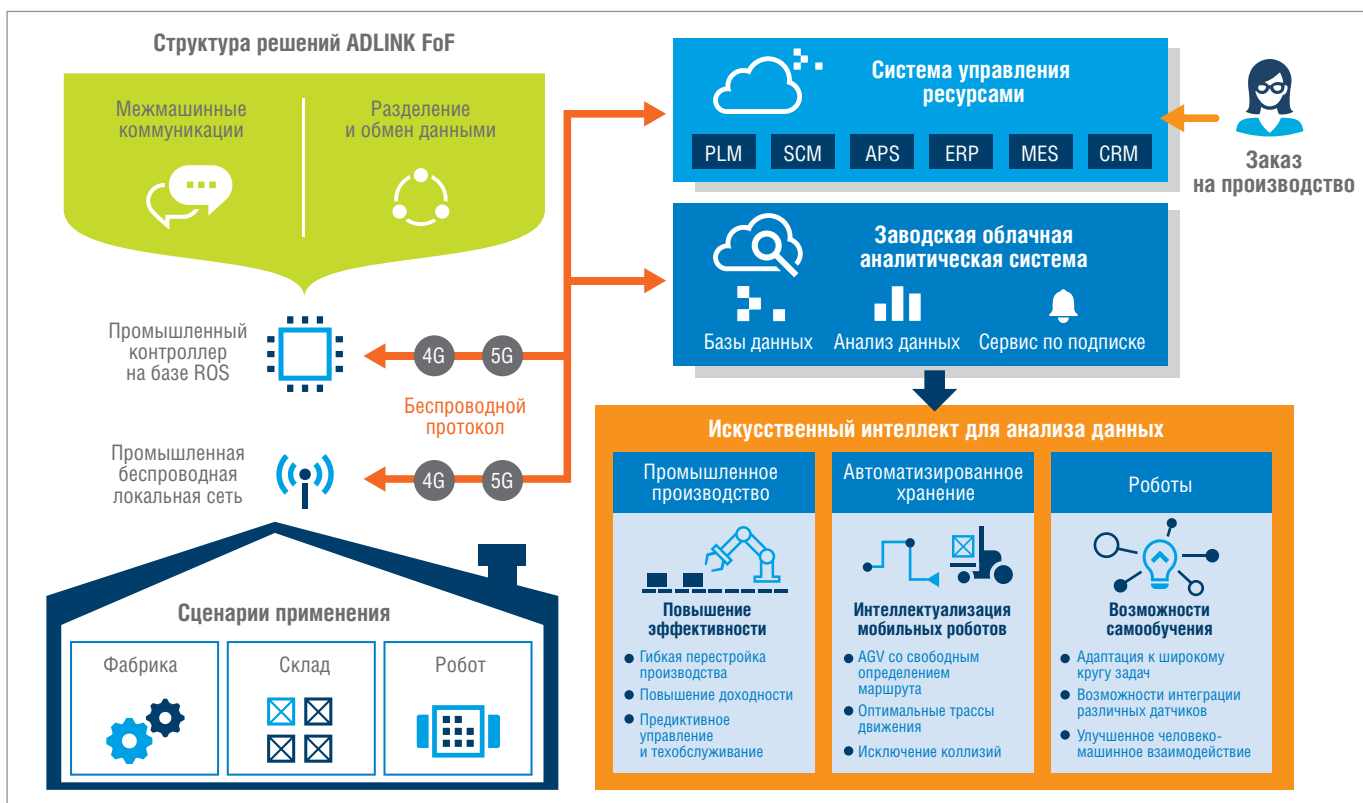 Структура решений ADLINK FoF
Межмашинные
коммуникации
Разделение
и обмен данными
Промышленный
контроллер
на базе ROS
4G
5G
Беспроводной
протокол
Промышленная
беспроводная
локальная сеть
4G
5G
Сценарии применения
Фабрика
Склад
Робот
Система управления
ресурсами
PLM
SCM
APS
ERP
MES
CRM
Заказ
на производство
Заводская облачная
аналитическая система
Базы данных
Анализ данных
Сервис по подписке
Искусственный интеллект для анализа данных
Промышленное
производство
Повышение
эффективности
Гибкая перестройка
производства
Повышение доходности
Предиктивное
управление
и техобслуживание
Автоматизированное
хранение
Интеллектуализация
мобильных роботов
AGV со свободным
определением
маршрута
Оптимальные трассы
движения
Исключение коллизий
Роботы
Возможности
самообучения
Адаптация к широкому
кругу задач
Возможности интеграции
различных датчиков
Улучшенное человеко-
машинное взаимодействие